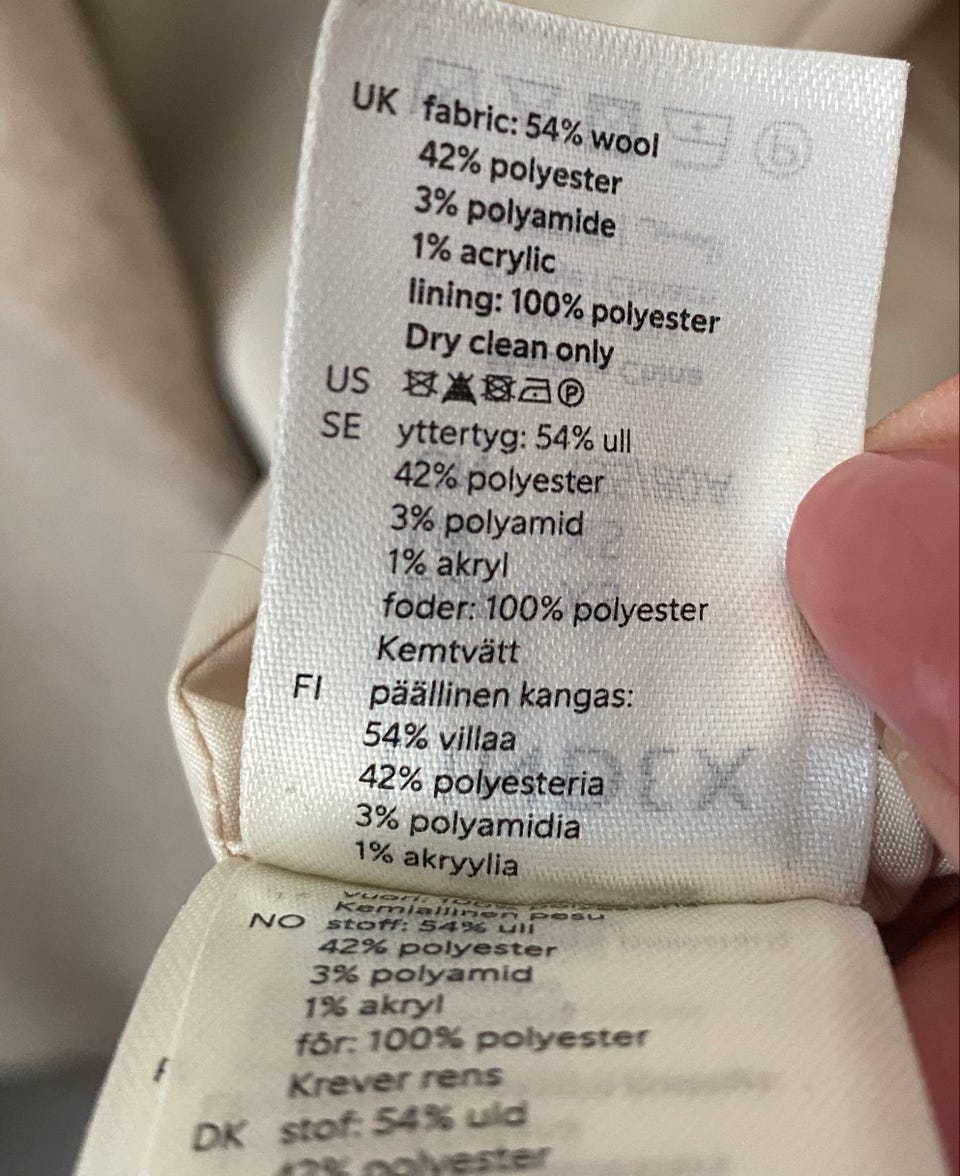 UK fabric: 54% wool
42% polyester
3% polyamide
1% acrylic
lining: 100% polyester
Dry clean only
US
SE yttertyg: 54% ull
42% polyester
3% polyamid
1% akryl
foder: 100% polyester
Kemtvätt
FI päällinen kangas:
54% villaa
42% polyesteria
3% polyamidia
1% akryylia
Kemiallinen pesu
NO stoff: 54% ull
42% polyester
3% polyamid
1% akryl
fôr: 100% polyester
Krever rens
DK stof: 54% uld
42% polyester